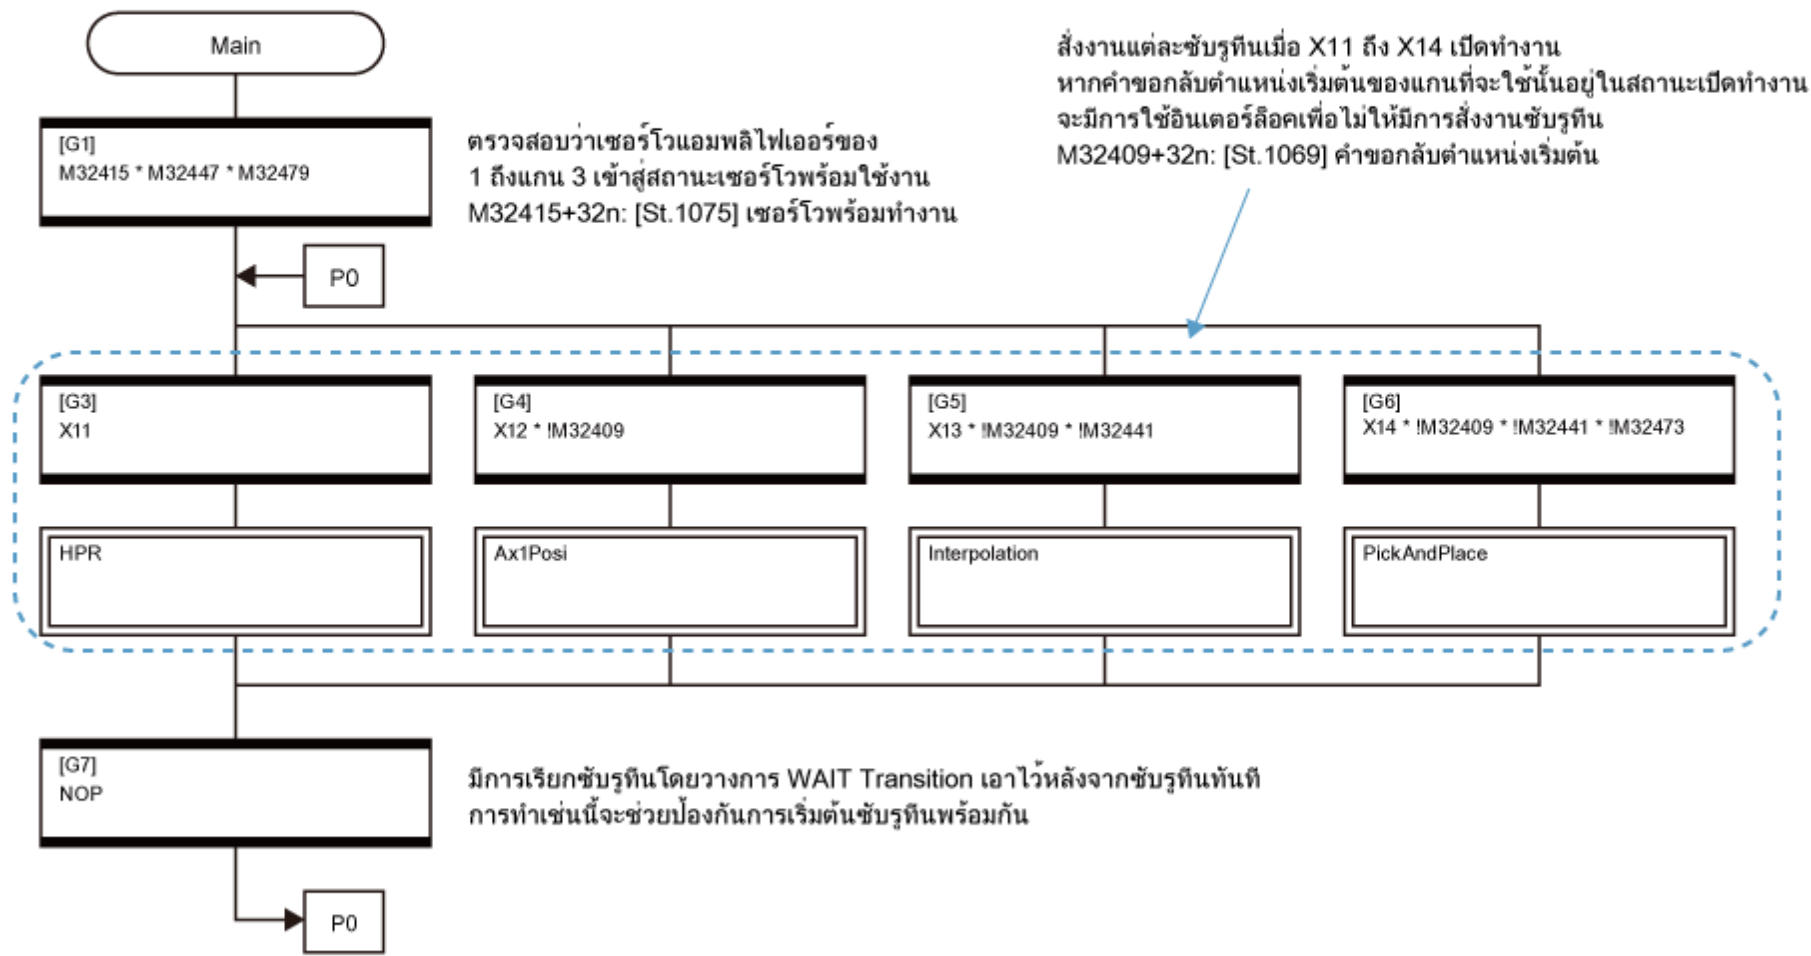 Main
สั่งงานแต่ละซับรูทีนเมื่อ X11 ถึง X14 เปิดทำงาน
หากคำขอกลับตำแหน่งเริ่มต้นของแกนที่จะใช้นั้นอยู่ในสถานะเปิดทำงาน
จะมีการใช้อินเตอร์ล็อคเพื่อไม่ให้มีการสั่งงานซับรูทีน
M32409+32n: [St.1069] คำขอกลับตำแหน่งเริ่มต้น
[G1]
M32415 * M32447 * M32479
ตรวจสอบว่าเซอร์โวแอมพลิไฟเออร์ของ
1 ถึงแกน 3 เข้าสู่สถานะเซอร์โวพร้อมใช้งาน
M32415+32n: [St.1075] เซอร์โวพร้อมทำงาน
P0
[G3]
X11
[G4]
X12 * !M32409
[G5]
X13 * !M32409 * !M32441
[G6]
X14 * !M32409 * !M32441 * !M32473
HPR
Ax1Posi
Interpolation
PickAndPlace
[G7]
NOP
มีการเรียกซับรูทีนโดยวางการ WAIT Transition เอาไว้หลังจากซับรูทีนทันที
การทำเช่นนี้จะช่วยป้องกันการเริ่มต้นซับรูทีนพร้อมกัน
P0